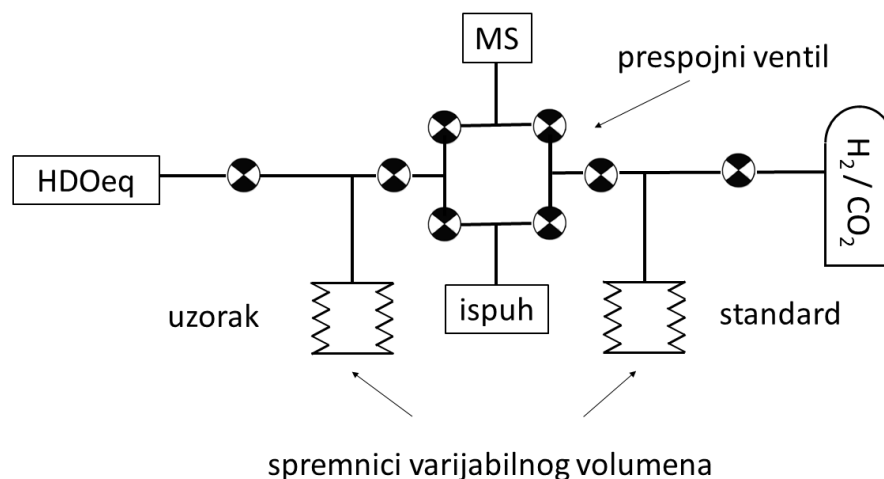 MS
prespojni ventil
HDOeq
H₂/ CO₂
uzorak
ispuh
standard
spremnici varijabilnog volumena